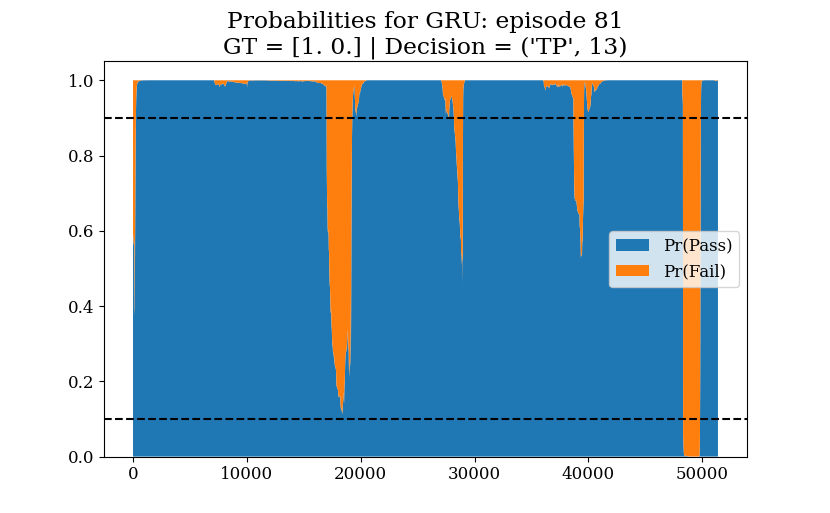 Probabilities for GRU: episode 81
GT = [1. 0.] | Decision = ('TP', 13)
1.0
0.8
0.6
0.4
0.2
0.0
Pr(Pass)
Pr(Fail)
0 10000 20000 30000 40000 50000